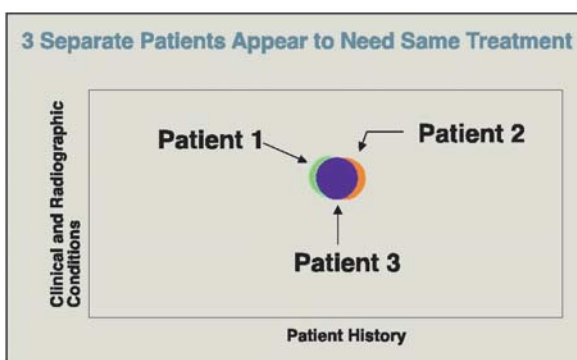 3 Separate Patients Appear to Need Same Treatment
Patient 1
Patient 2
Patient 3
Clinical and Radiographic
Conditions
Patient History